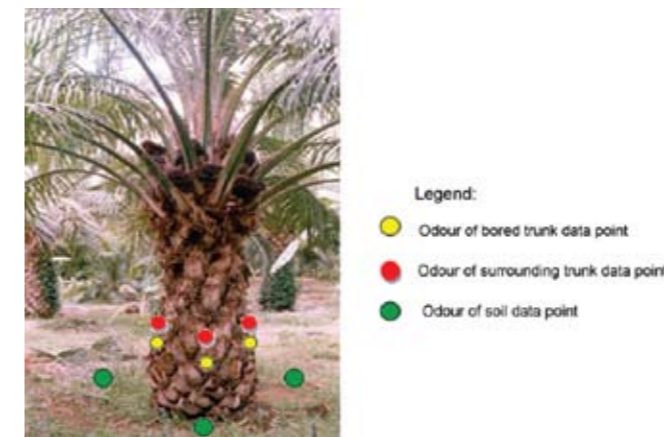 Legend:
Odour of bored trunk data point
Odour of surrounding trunk data point
Odour of soil data point